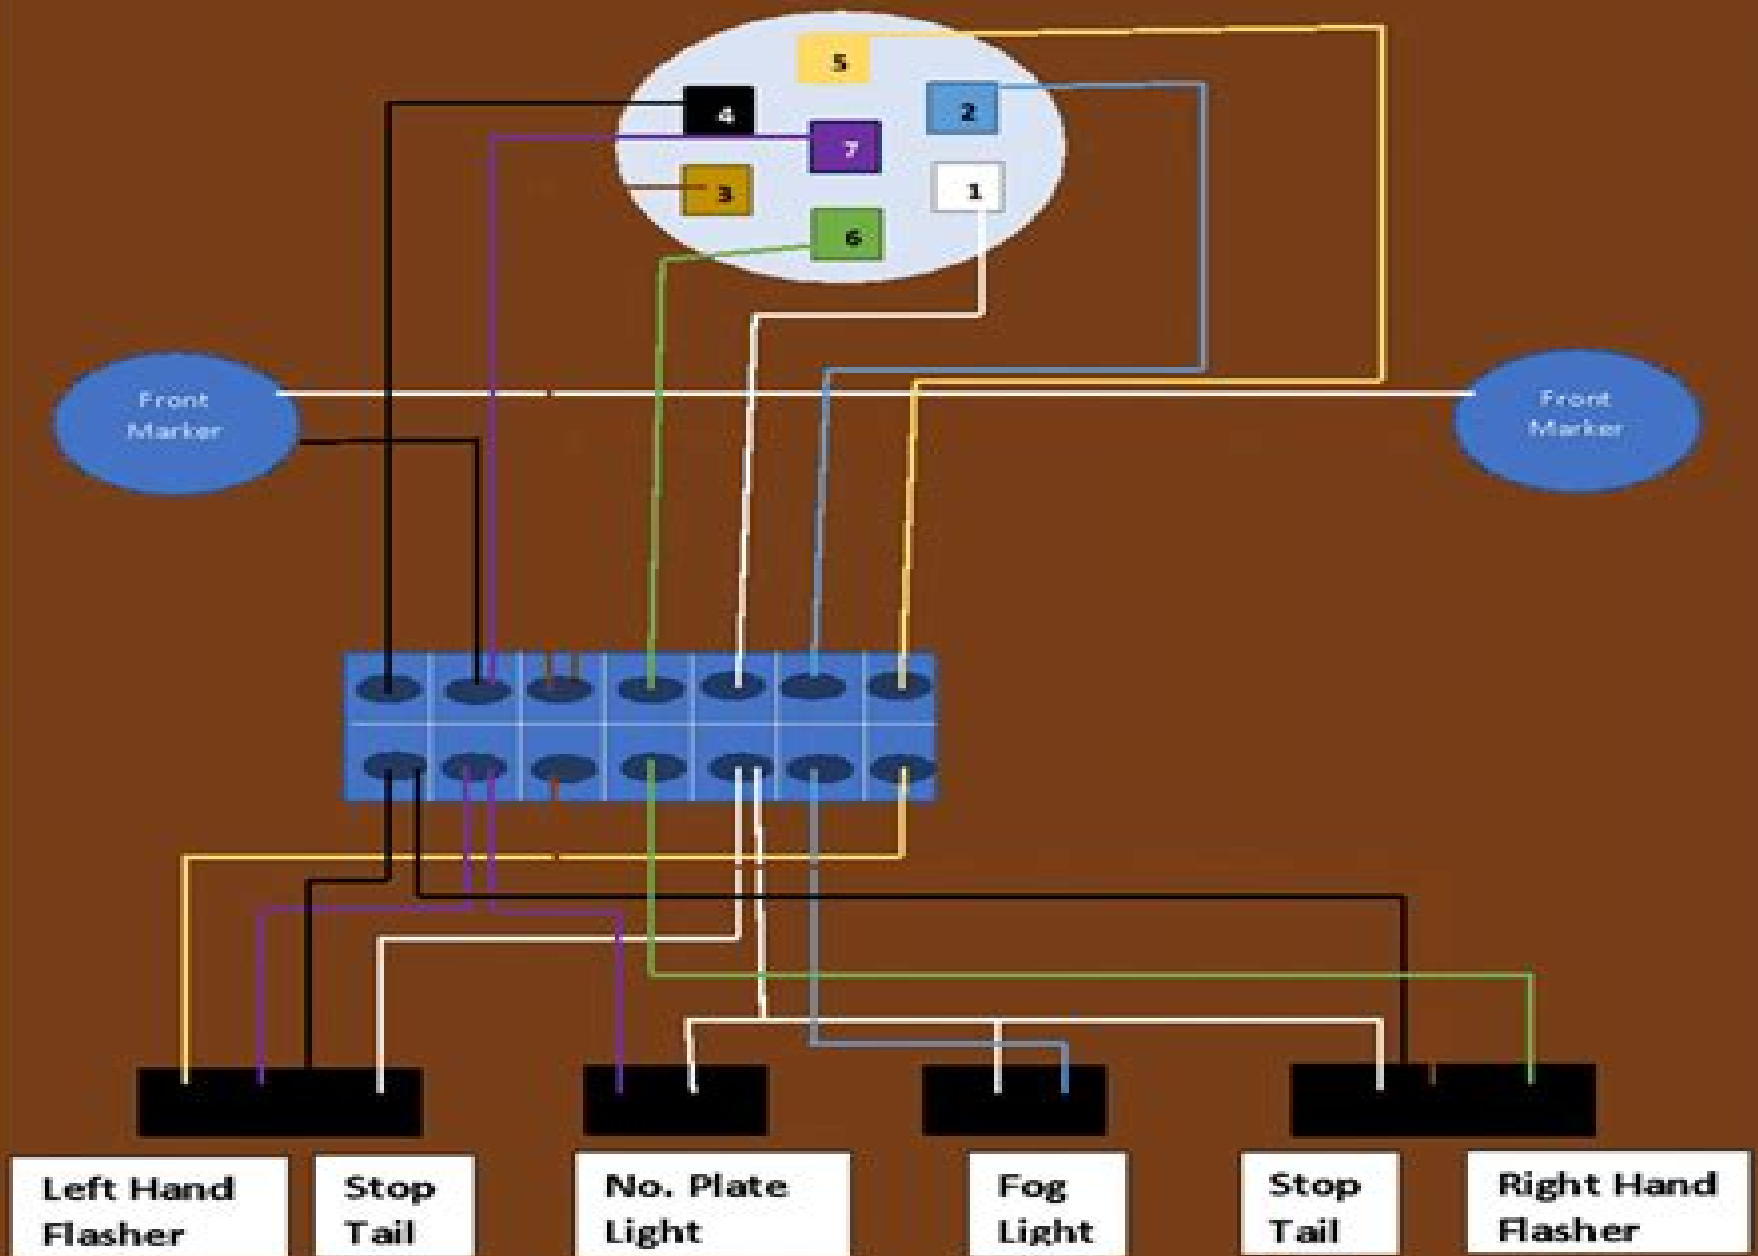 5
4
2
7
3
1
6
Front
Marker
Front
Marker
Left Hand
Flasher
Stop
Tail
No. Plate
Light
Fog
Light
Stop
Tail
Right Hand
Flasher